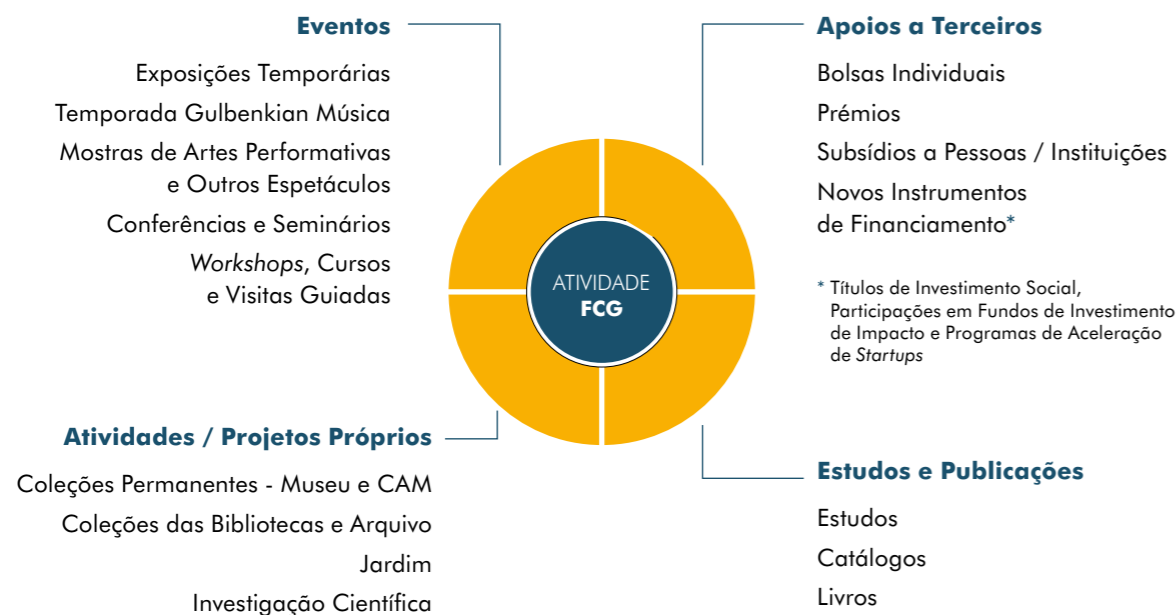 Eventos
Exposições Temporárias
Temporada Gulbenkian Música
Mostras de Artes Performativas
e Outros Espetáculos
Conferências e Seminários
Workshops, Cursos
e Visitas Guiadas
Apoios a Terceiros
Bolsas Individuais
Prémios
Subsídios a Pessoas / Instituições
Novos Instrumentos
de Financiamento*
* Títulos de Investimento Social,
Participações em Fundos de Investimento
de Impacto e Programas de Aceleração
de Startups
ATIVIDADE
FCG
Atividades / Projetos Próprios
Coleções Permanentes - Museu e CAM
Coleções das Bibliotecas e Arquivo
Jardim
Investigação Científica
Estudos e Publicações
Estudos
Catálogos
Livros